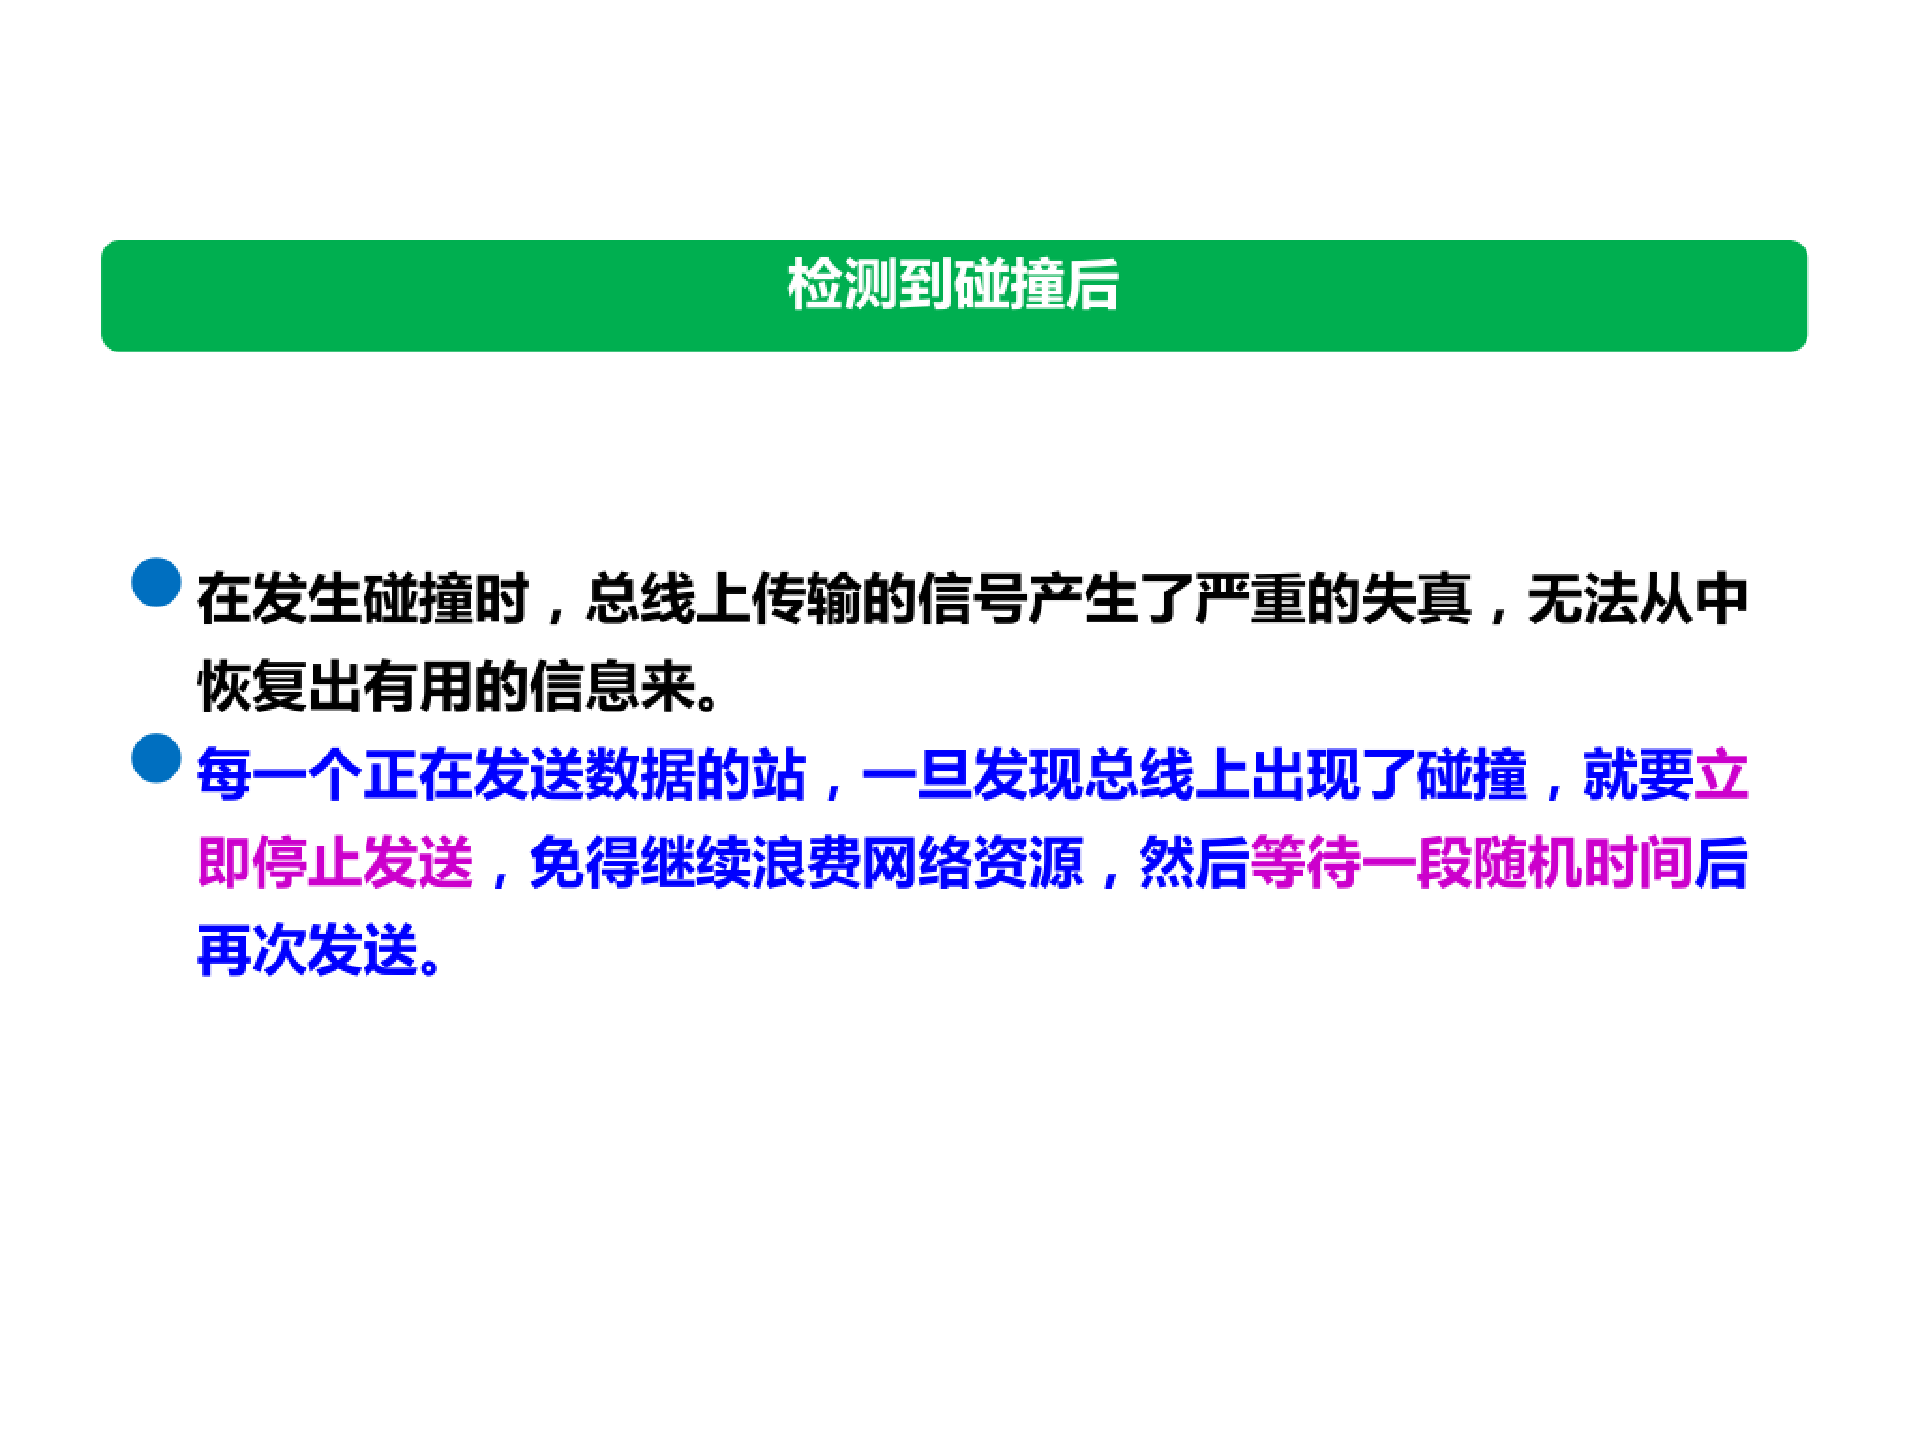 检测到碰撞后
在发生碰撞时，总线上传输的信号产生了严重的失真，无法从中
恢复出有用的信息来。
每一个正在发送数据的站，一旦发现总线上出现了碰撞，就要立
即停止发送，免得继续浪费网络资源，然后等待一段随机时间后
再次发送。